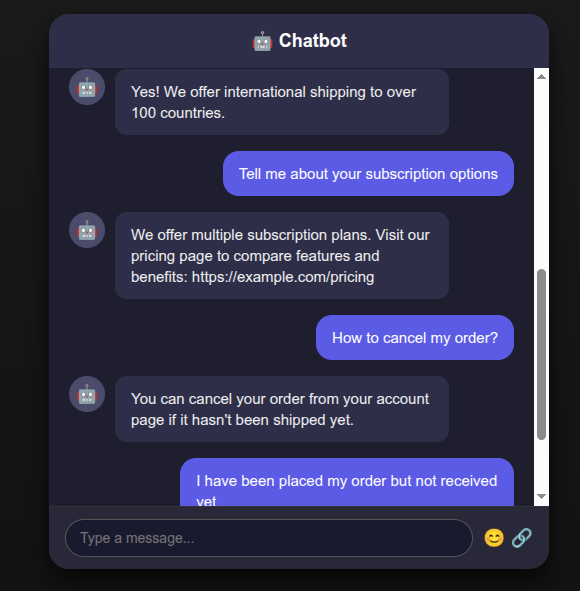 🤖 Chatbot
Yes! We offer international shipping to over
100 countries.
Tell me about your subscription options
We offer multiple subscription plans. Visit our
pricing page to compare features and
benefits: https://example.com/pricing
How to cancel my order?
You can cancel your order from your account
page if it hasn't been shipped yet.
I have been placed my order but not received
yet
Type a message...